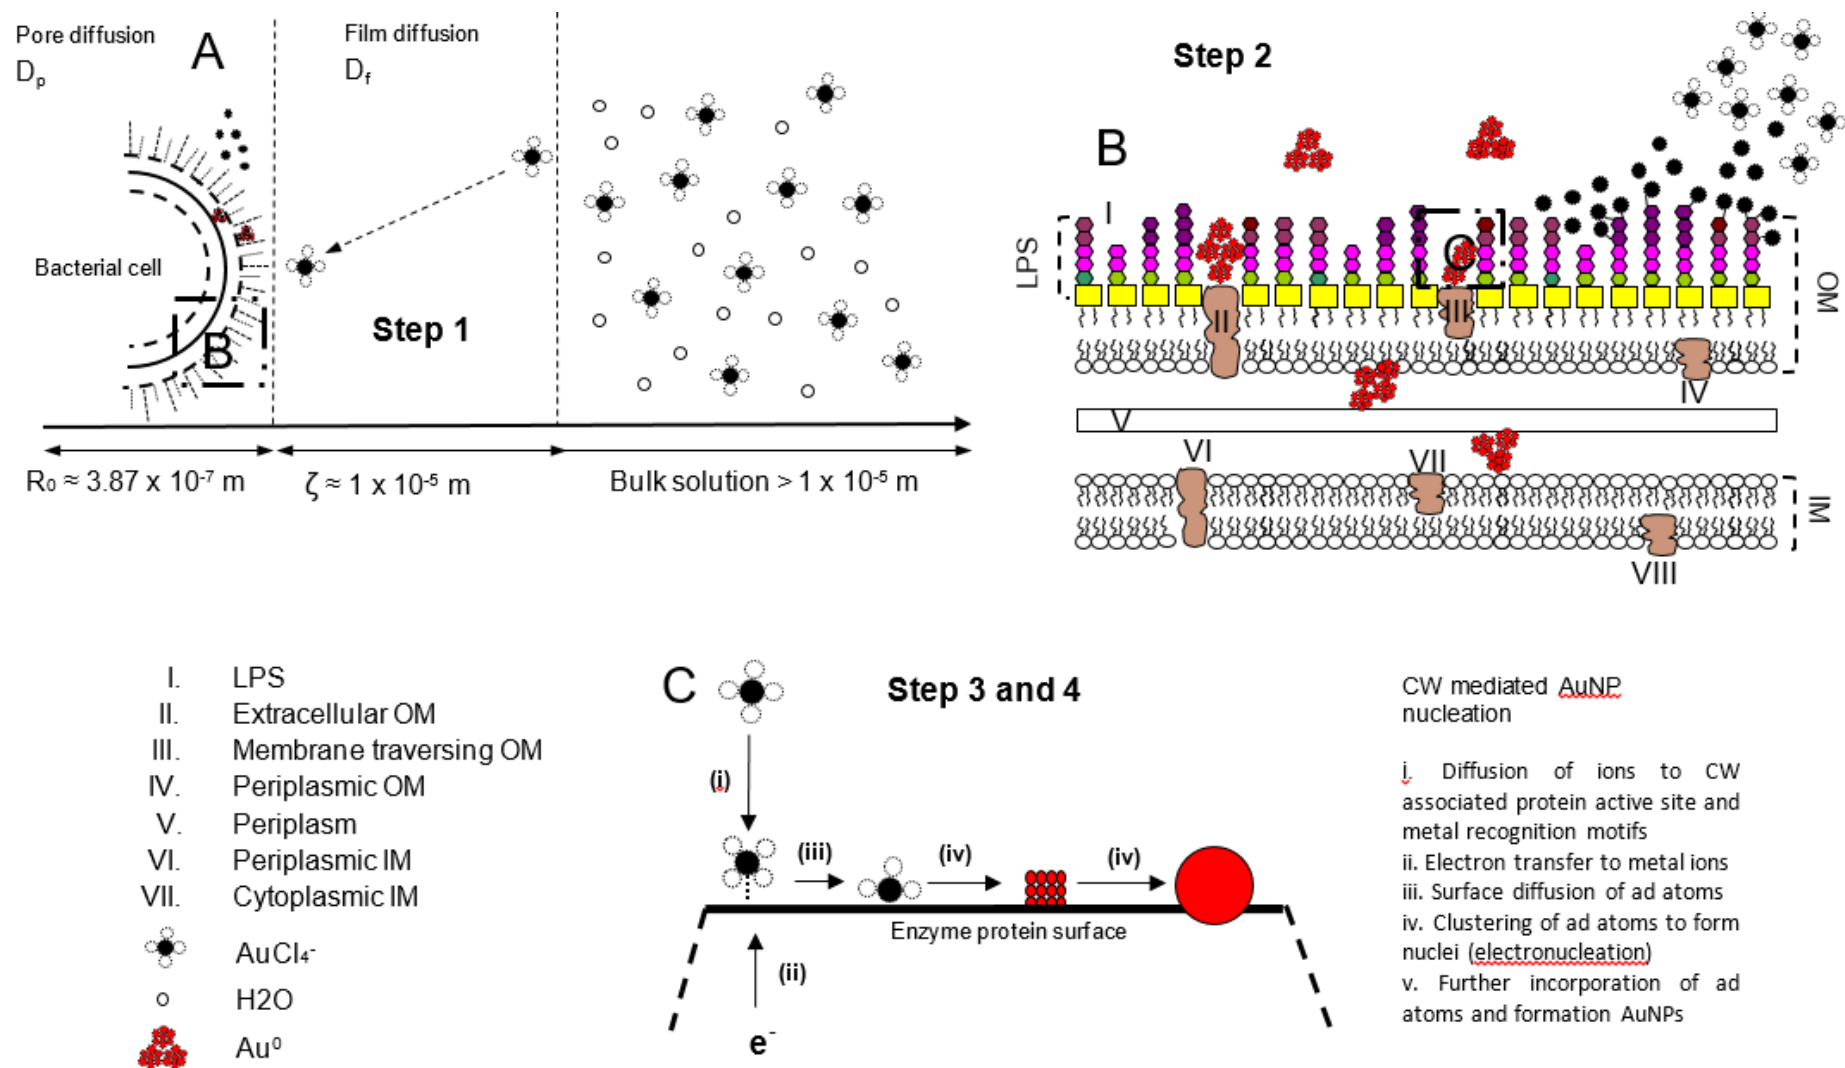 Pore diffusion
Dp
A
Film diffusion
Df
Bacterial cell
B
Step 1
R₀ ≈ 3.87 x 10⁻⁷ m
ζ ≈ 1 x 10⁻⁵ m
Bulk solution > 1 x 10⁻⁵ m
Step 2
B
I
LPS
C
II
III
OM
IV
V
VI
VII
IM
VIII
I. LPS
II. Extracellular OM
III. Membrane traversing OM
IV. Periplasmic OM
V. Periplasm
VI. Periplasmic IM
VII. Cytoplasmic IM
AuCl₄⁻
H2O
Au⁰
C
Step 3 and 4
(i)
(iii)
(iv)
(iv)
Enzyme protein surface
(ii)
e⁻
CW mediated AuNP
nucleation
i. Diffusion of ions to CW
associated protein active site and
metal recognition motifs
ii. Electron transfer to metal ions
iii. Surface diffusion of ad atoms
iv. Clustering of ad atoms to form
nuclei (electronucleation)
v. Further incorporation of ad
atoms and formation AuNPs